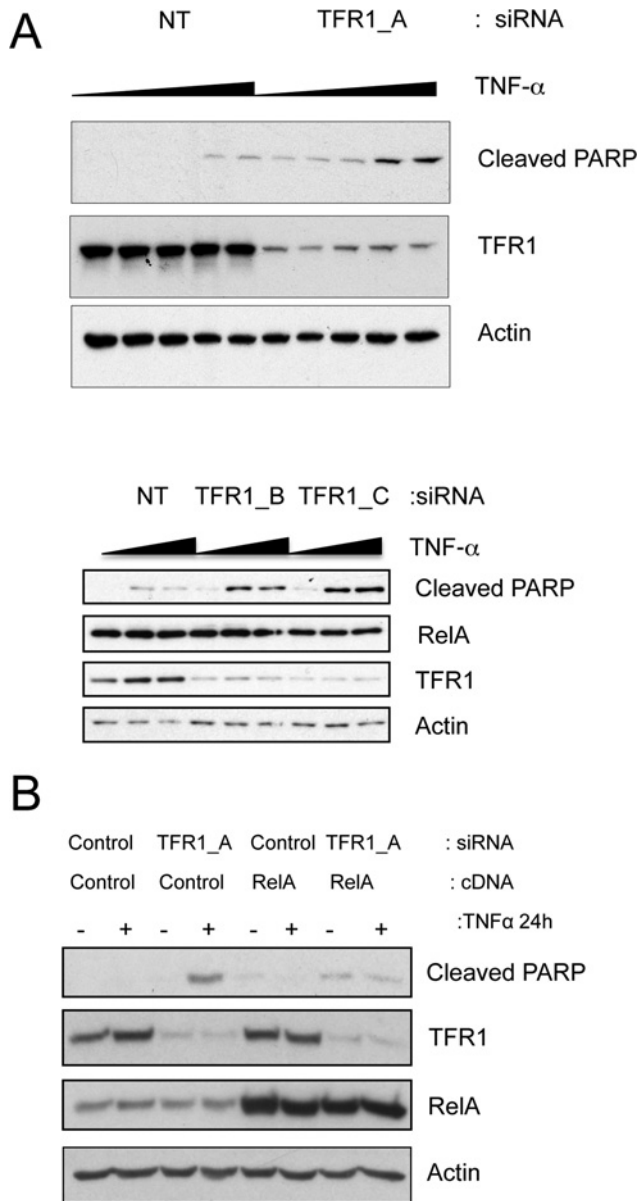 A
NT TFR1_A : siRNA
TNF-α
Cleaved PARP
TFR1
Actin
NT TFR1_B TFR1_C :siRNA
TNF-α
Cleaved PARP
RelA
TFR1
Actin
B
Control TFR1_A Control TFR1_A : siRNA
Control Control RelA RelA : cDNA
- + - + - + - + :TNFα 24h
Cleaved PARP
TFR1
RelA
Actin